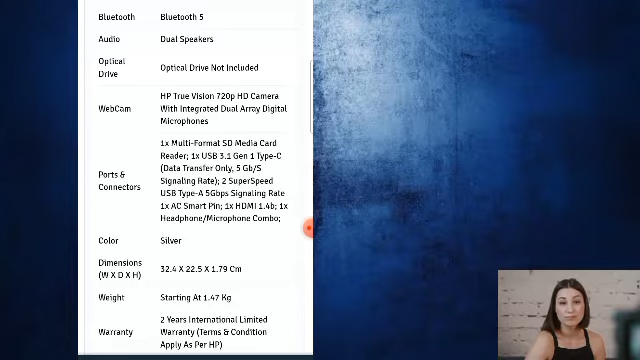 Bluetooth Bluetooth 5
Audio Dual Speakers
Optical
Drive Optical Drive Not Included
WebCam HP True Vision 720p HD Camera
With Integrated Dual Array Digital
Microphones
Ports &
Connectors 1x Multi-Format SD Media Card
Reader; 1x USB 3.1 Gen 1 Type-C
(Data Transfer Only, 5 Gb/S
Signaling Rate); 2 SuperSpeed
USB Type-A 5Gbps Signaling Rate
1x AC Smart Pin; 1x HDMI 1.4b; 1x
Headphone/Microphone Combo;
Color Silver
Dimensions
(W X D X H) 32.4 X 22.5 X 1.79 Cm
Weight Starting At 1.47 Kg
Warranty 2 Years International Limited
Warranty (Terms & Condition
Apply As Per HP)